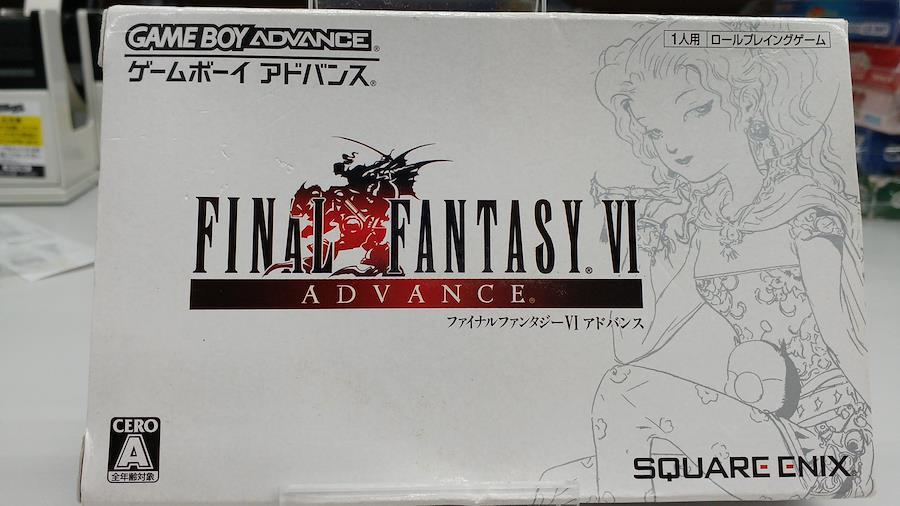 GAME BOY ADVANCE®
ゲームボーイ アドバンス®
1人用 ロールプレイングゲーム
FINAL FANTASY® VI
ADVANCE®
ファイナルファンタジーVI アドバンス
CERO
A
全年齢対象
SQUARE ENIX®